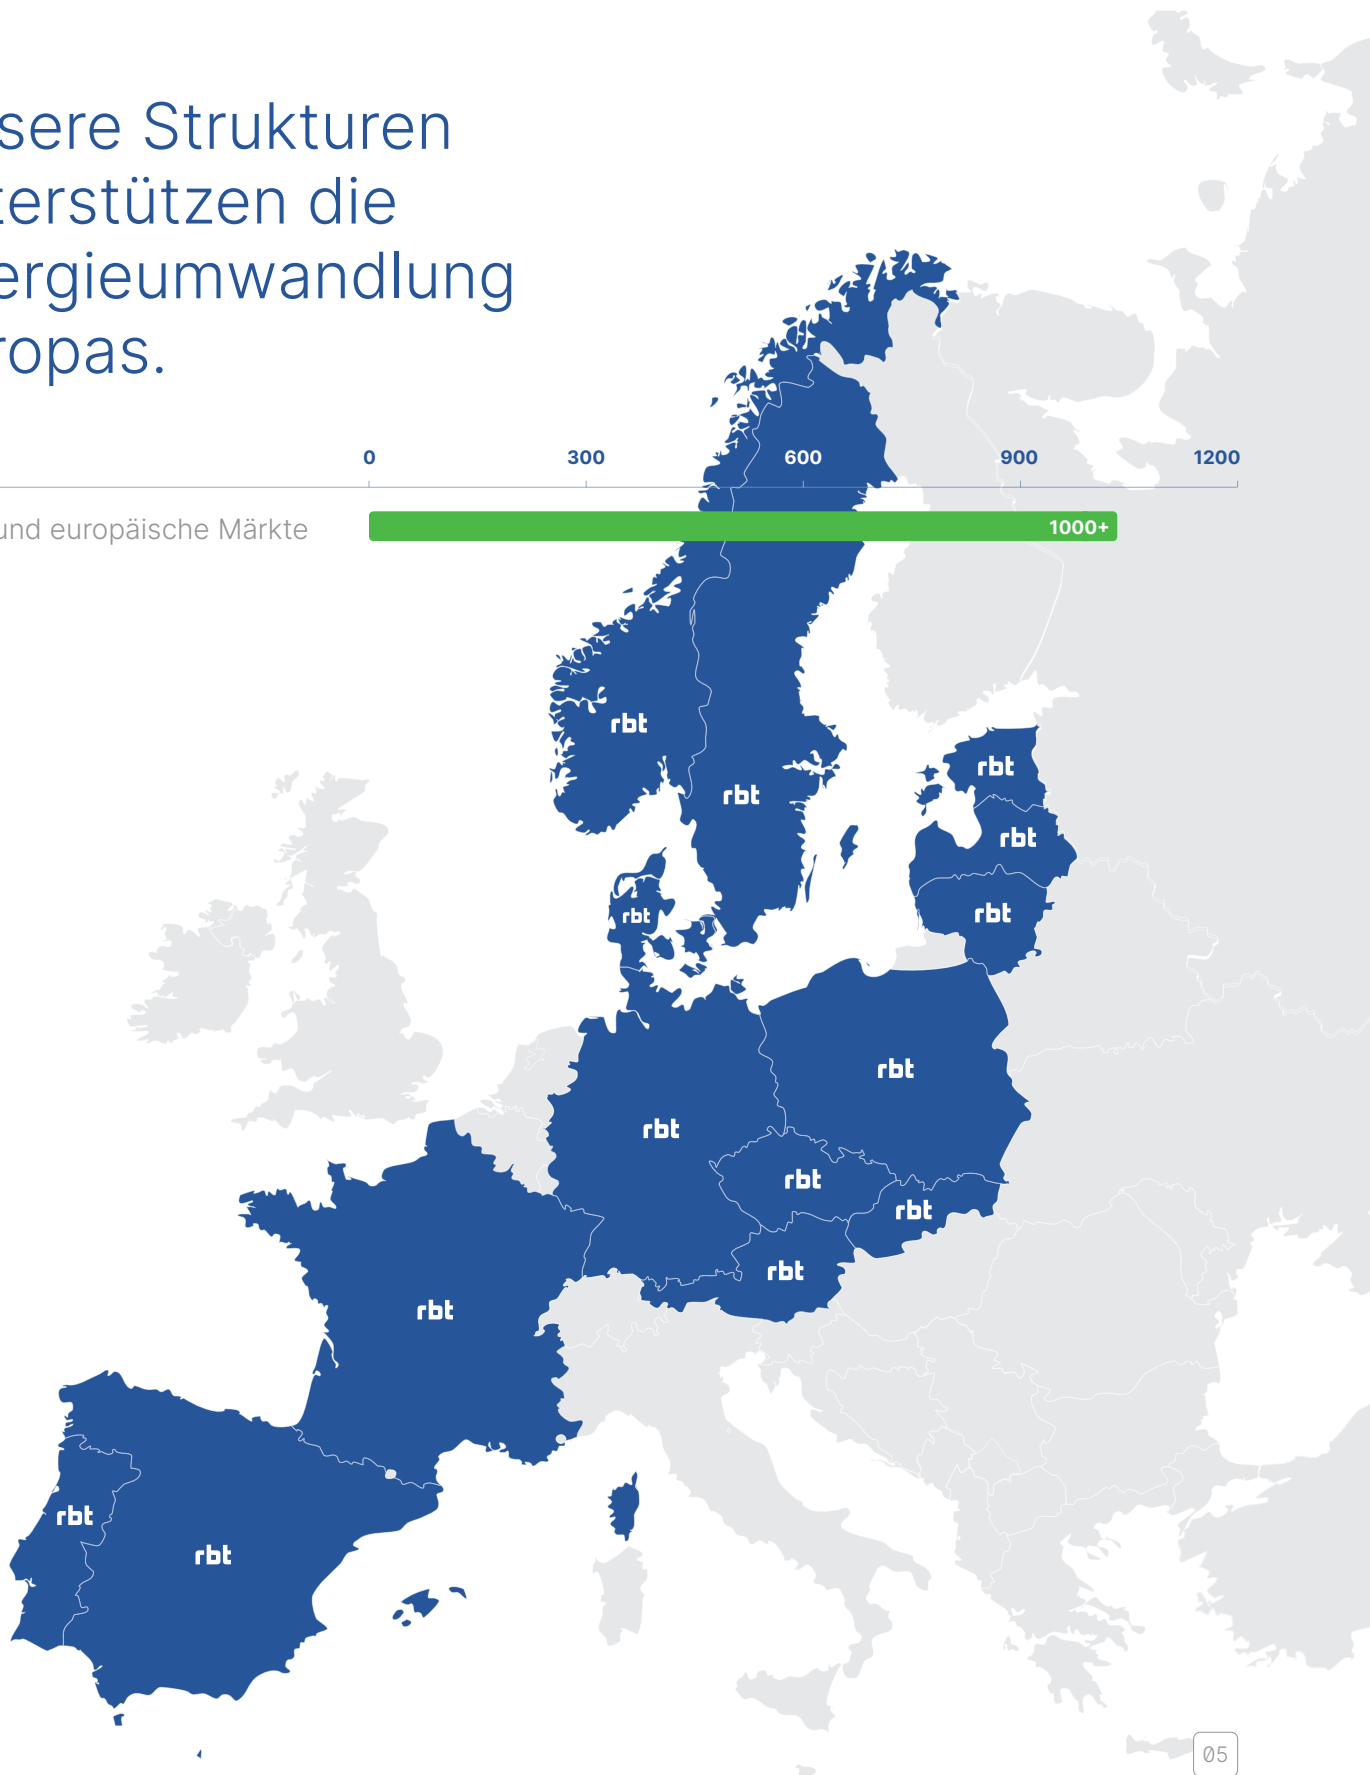 sere Strukturen
terstützen die
ergieumwandlung
ropas.
0 300 600 900 1200
und europäische Märkte
1000+
rbt
rbt
rbt
rbt
rbt
rbt
rbt
rbt
rbt
rbt
rbt
rbt
rbt
rbt
05